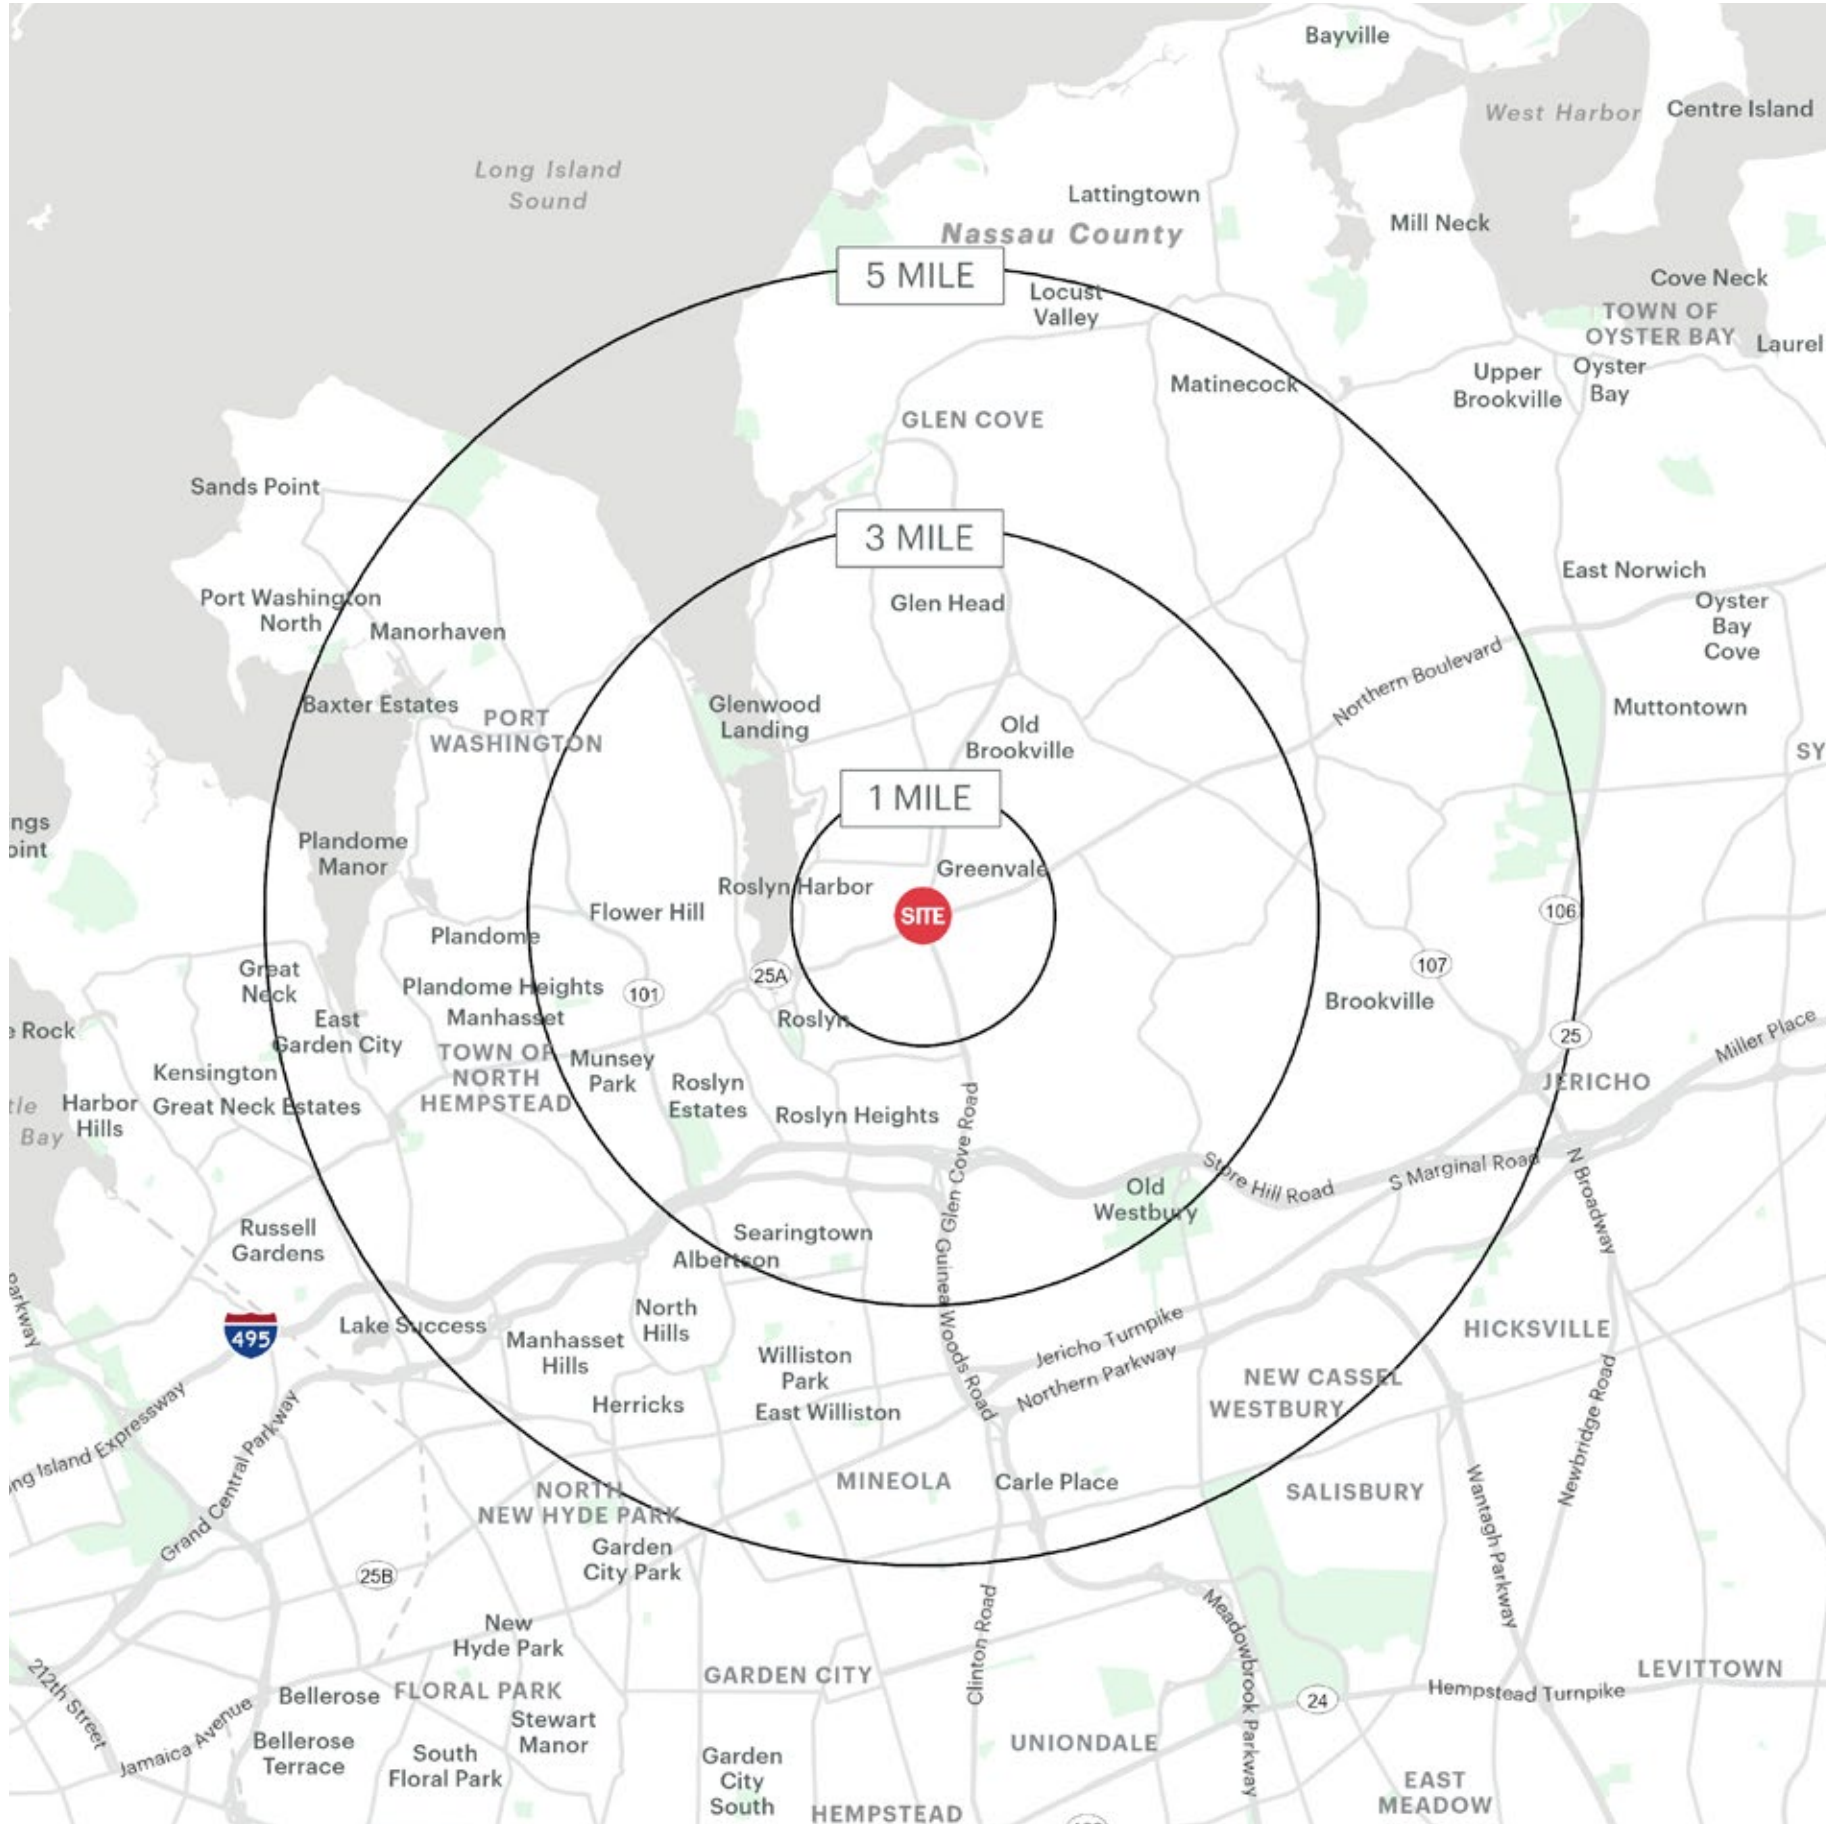 Bayville
West Harbor
Centre Island
Long Island
Sound
Lattingtown
Nassau County
Mill Neck
5 MILE
Locust
Valley
Cove Neck
TOWN OF
OYSTER BAY
Laurel
Matinecock
Upper
Brookville
Oyster
Bay
GLEN COVE
Sands Point
3 MILE
East Norwich
Port Washington
North
Manorhaven
Glen Head
Oyster
Bay
Cove
Northern Boulevard
Baxter Estates
PORT
WASHINGTON
Glenwood
Landing
Old
Brookville
Muttontown
SY
1 MILE
ngs
oint
Plandome
Manor
Greenvale
Roslyn Harbor
Flower Hill
SITE
106
Plandome
Great
Neck
Plandome Heights
101
25A
107
Brookville
Manhasset
Roslyn
East
Garden City
e Rock
25
Miller Place
TOWN OF
NORTH
HEMPSTEAD
Munsey
Park
Kensington
Roslyn
Estates
JERICHO
tle
Bay
Harbor
Hills
Great Neck Estates
Roslyn Heights
Guinea Woods Road
Glen Cove Road
Store Hill Road
S Marginal Road
N Broadway
Old
Westbury
Russell
Gardens
Searingtown
Albertson
Parkway
495
Lake Success
North
Hills
Manhasset
Hills
Williston
Park
Jericho Turnpike
Northern Parkway
HICKSVILLE
NEW CASSEL
WESTBURY
Herricks
East Williston
Newbridge Road
ng Island Expressway
Grand Central Parkway
NORTH
NEW HYDE PARK
MINEOLA
Carle Place
SALISBURY
Wantagh Parkway
Garden
City Park
25B
Clinton Road
Meadowbrook Parkway
New
Hyde Park
212th Street
Jamaica Avenue
Bellerose
FLORAL PARK
GARDEN CITY
24
Hempstead Turnpike
LEVITTOWN
Bellerose
Terrace
Stewart
Manor
South
Floral Park
Garden
City
South
UNIONDALE
HEMPSTEAD
EAST
MEADOW